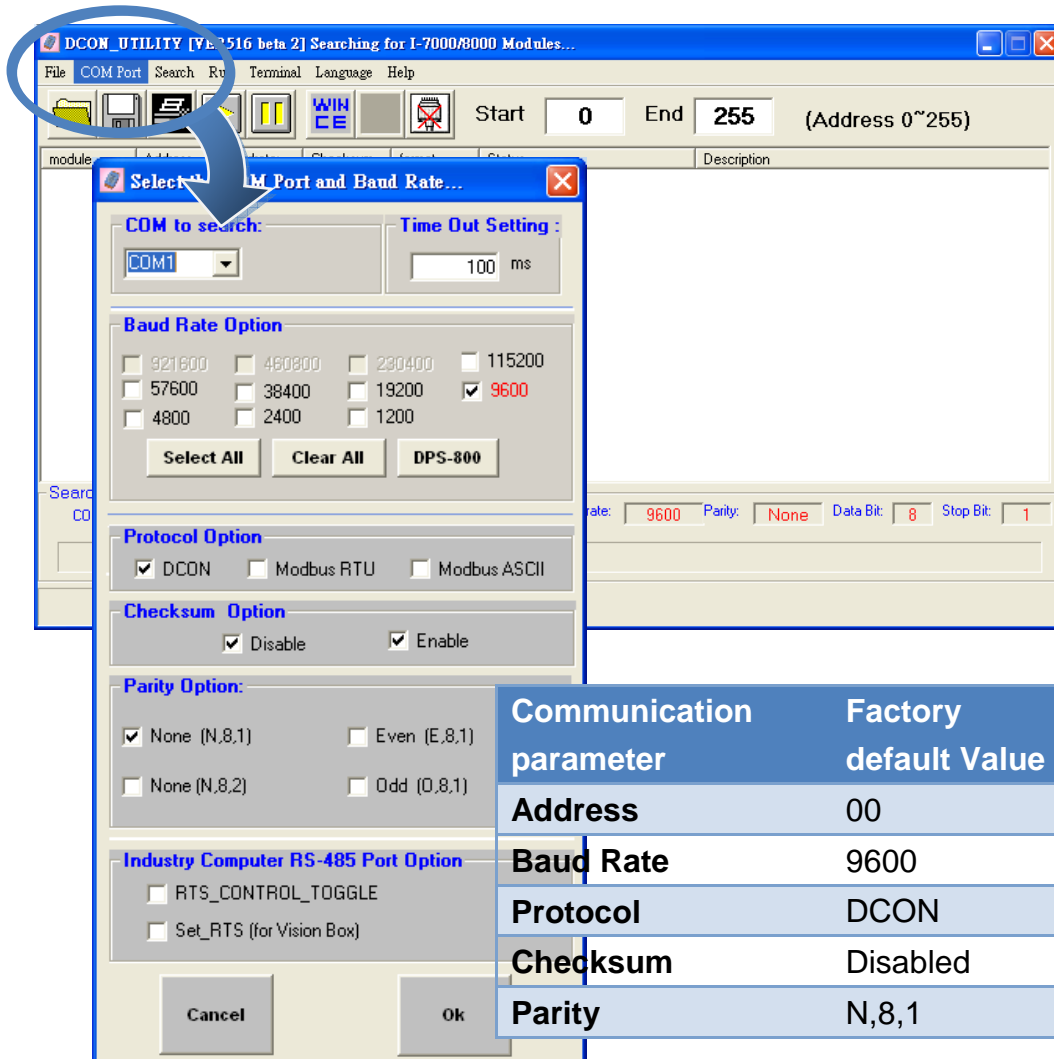 DCON_UTILITY [VER516 beta 2] Searching for I-7000/8000 Modules...
File COM Port Search Run Terminal Language Help
WIN CE Start 0 End 255 (Address 0~255)
module Status Description
Select the COM Port and Baud Rate...
COM to search: Time Out Setting :
COM1 100 ms
Baud Rate Option
921600 460800 230400 115200
57600 38400 19200 9600
4800 2400 1200
Select All Clear All DPS-800
9600 Parity: None Data Bit: 8 Stop Bit: 1
Protocol Option
DCON Modbus RTU Modbus ASCII
Checksum Option
Disable Enable
Parity Option:
None (N,8,1) Even (E,8,1)
None (N,8,2) Odd (O,8,1)
Industry Computer RS-485 Port Option
RTS_CONTROL_TOGGLE
Set_RTS (for Vision Box)
Cancel Ok
Communication parameter Factory default Value
Address 00
Baud Rate 9600
Protocol DCON
Checksum Disabled
Parity N,8,1